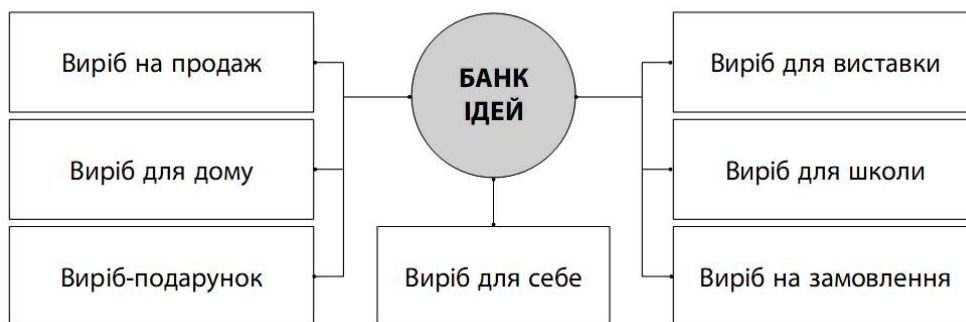 Виріб на продаж
БАНК
ІДЕЙ
Виріб для виставки
Виріб для дому
Виріб для школи
Виріб-подарунок
Виріб для себе
Виріб на замовлення